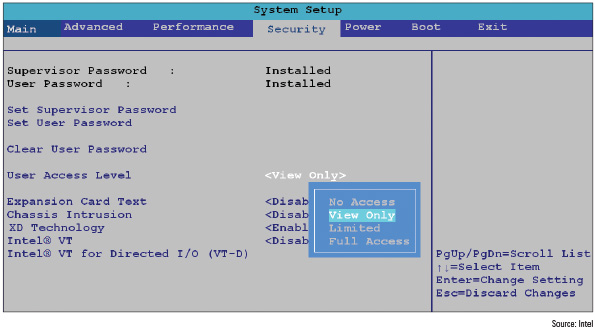 System Setup
Main Advanced Performance Security Power Boot Exit
Supervisor Password : Installed
User Password : Installed
Set Supervisor Password
Set User Password
Clear User Password
User Access Level <View Only>
Expansion Card Text <Disab
Chassis Intrusion <Disab
XD Technology <Enabl
Intel® VT <Disab
Intel® VT for Directed I/O (VT-D)
No Access
View Only
Limited
Full Access
PgUp/PgDn=Scroll List
↑↓=Select Item
Enter=Change Setting
Esc=Discard Changes
Source: Intel